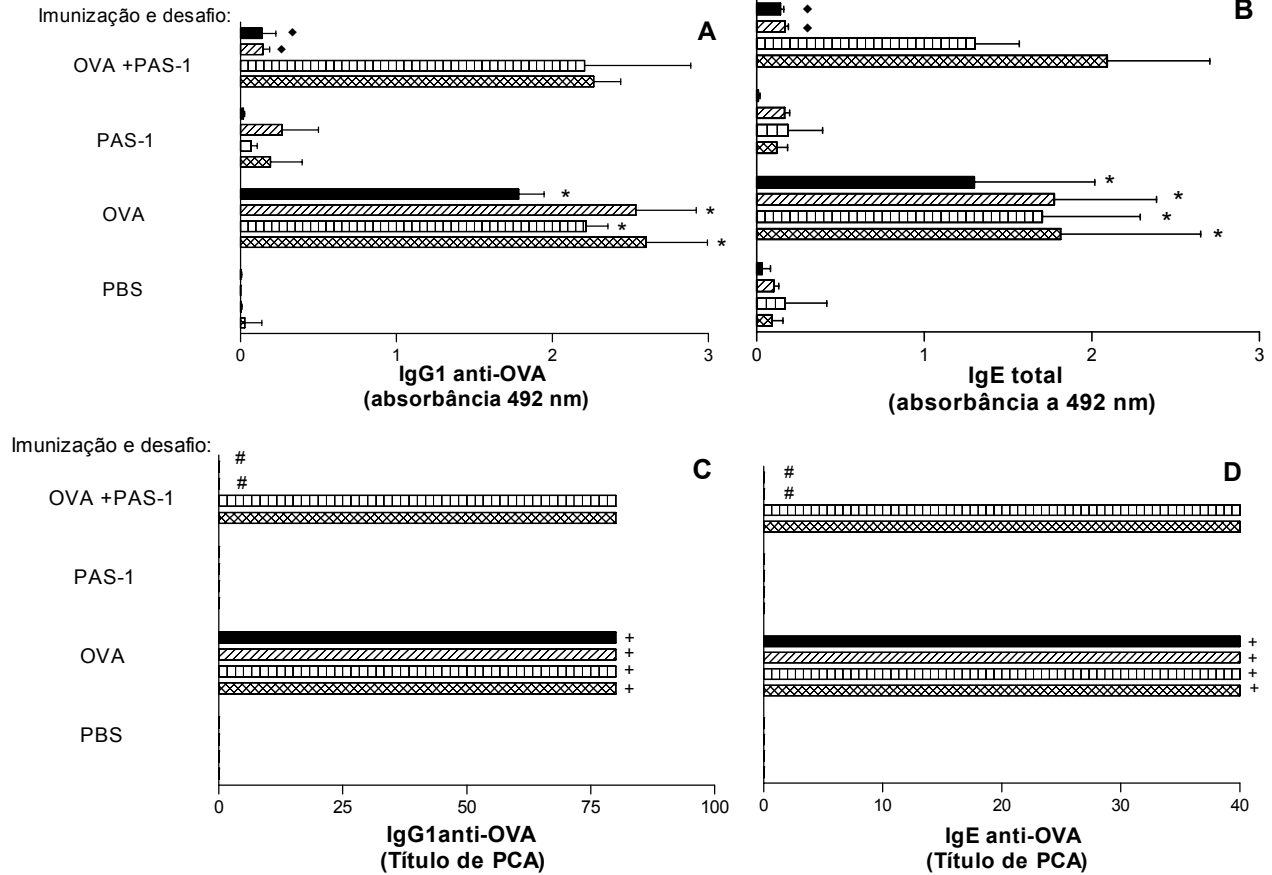 Imunização e desafio:
A
OVA +PAS-1
♦
♦
PAS-1
OVA
*
*
*
*
PBS
0 1 2 3
IgG1 anti-OVA
(absorbância 492 nm)
B
♦
♦
*
*
*
*
0 1 2 3
IgE total
(absorbância a 492 nm)
Imunização e desafio:
C
#
#
OVA +PAS-1
PAS-1
OVA
+
+
+
+
PBS
0 25 50 75 100
IgG1anti-OVA
(Título de PCA)
D
#
#
+
+
+
+
0 10 20 30 40
IgE anti-OVA
(Título de PCA)